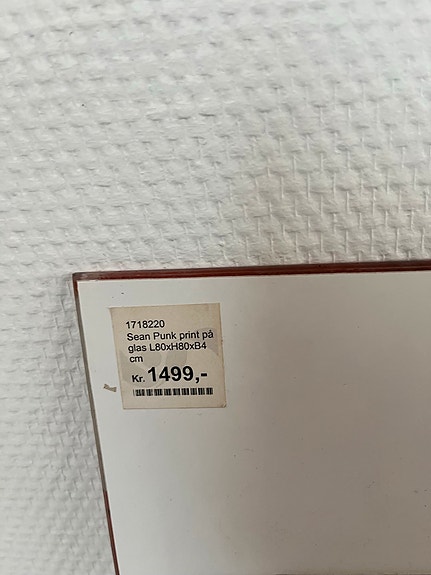 1718220
Sean Punk print på
glas L80xH80xB4
cm
Kr. 1499,-